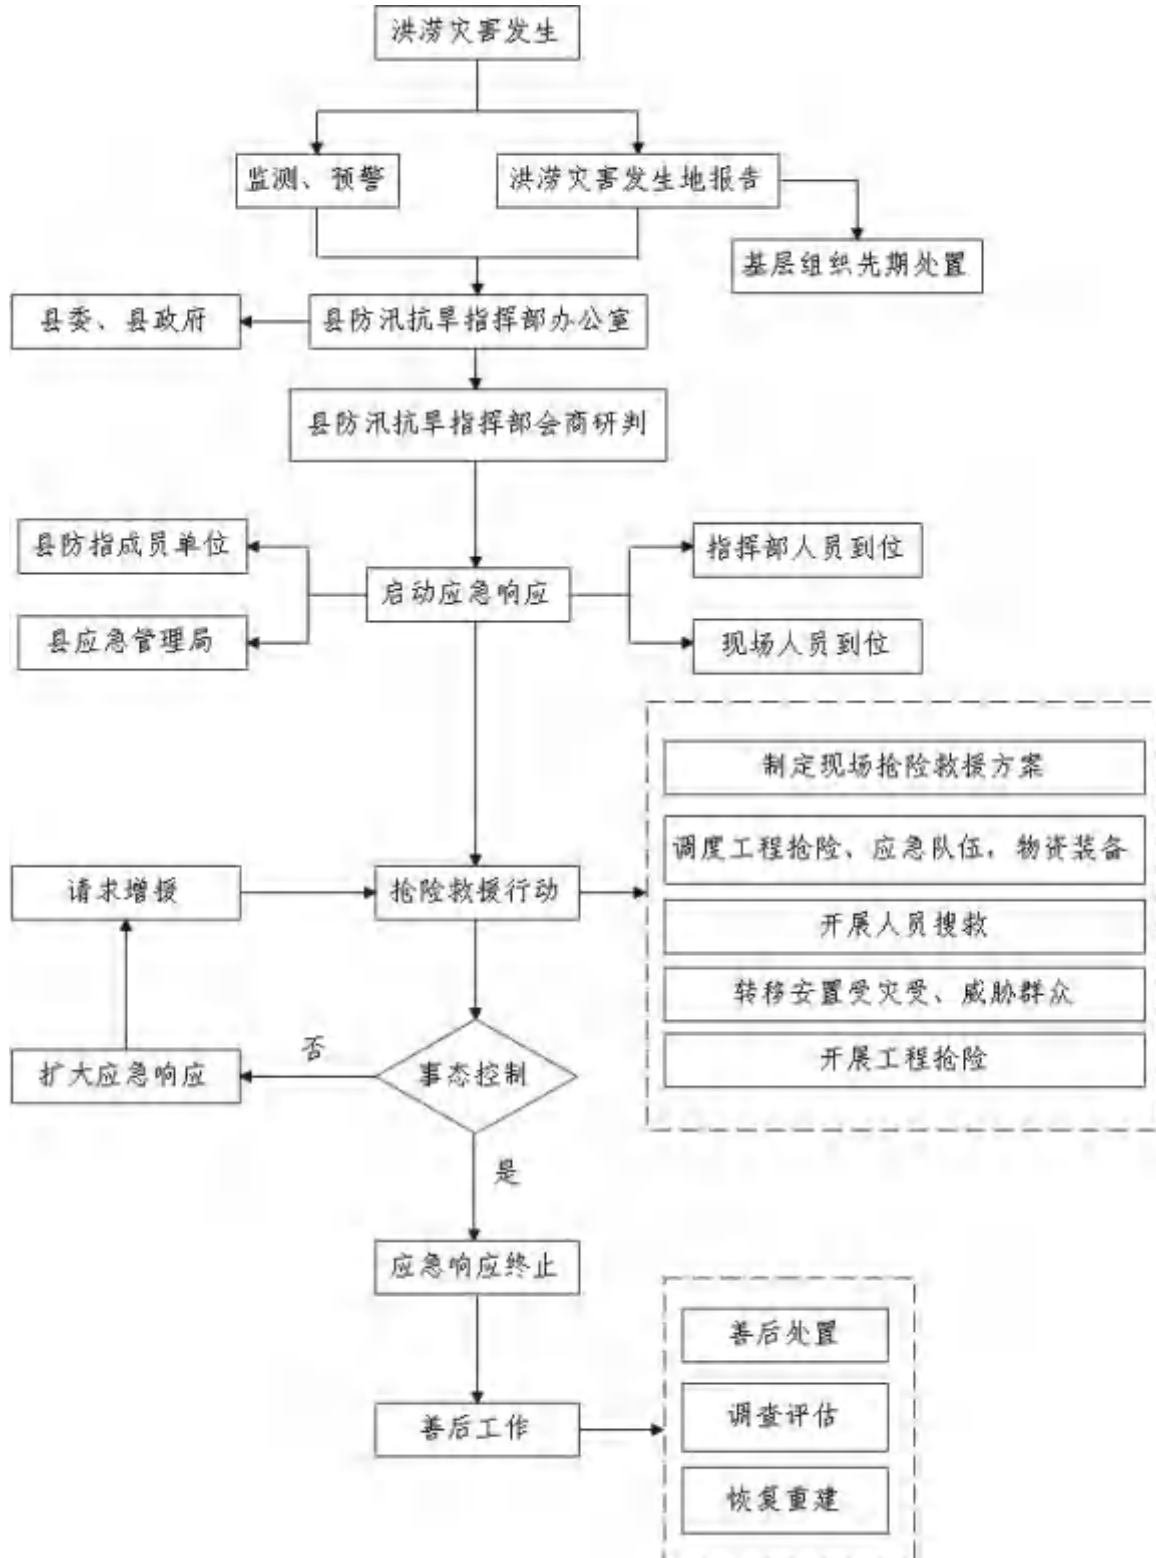 洪涝灾害发生
监测、预警
洪涝灾害发生地报告
基层组织先期处置
县委、县政府
县防汛抗旱指挥部办公室
县防汛抗旱指挥部会商研判
县防指成员单位
指挥部人员到位
启动应急响应
县应急管理局
现场人员到位
制定现场抢险救援方案
调度工程抢险、应急队伍，物资装备
请求增援
抢险救援行动
开展人员搜救
转移安置受灾受、威胁群众
开展工程抢险
否
扩大应急响应
事态控制
是
应急响应终止
善后处置
调查评估
善后工作
恢复重建